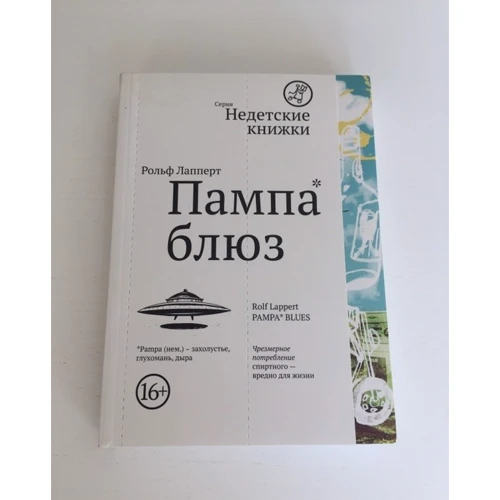 Серия
Недетские
книжки
Рольф Лапперт
Пампа*
блюз
Rolf Lappert
PAMPA* BLUES
*Pampa (нем.) – захолустье,
глухомань, дыра
Чрезмерное
потребление
спиртного —
вредно для жизни
16+